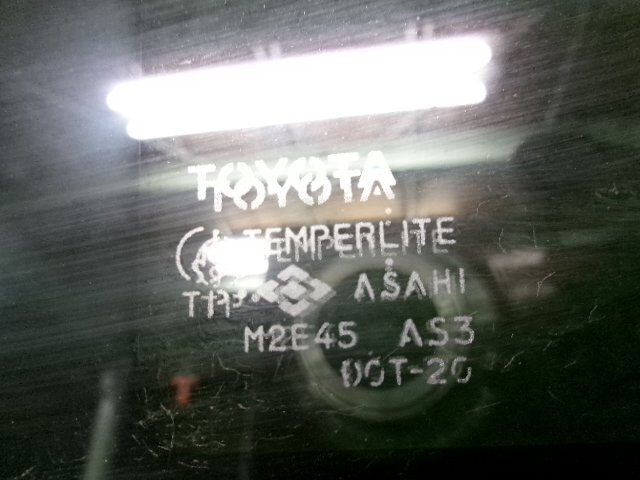 TOYOTA
TEMPERLITE
ASAHI
M2E45 AS3
DOT-20